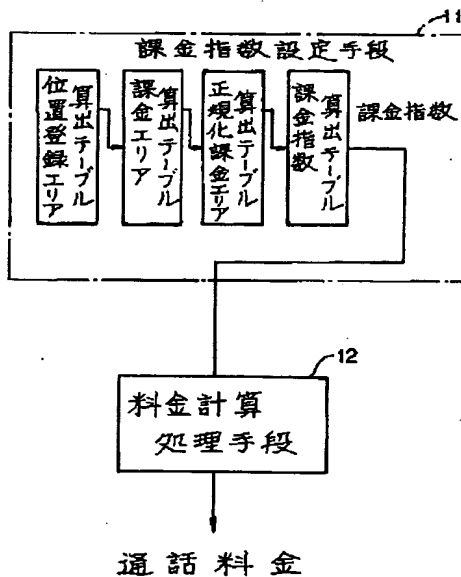 11
課金指数設定手段
位置登録エリア
算出テーブル
課金エリア
算出テーブル
正規化課金エリア
算出テーブル
課金指数
算出テーブル
課金指数
12
料金計算
処理手段
通話料金